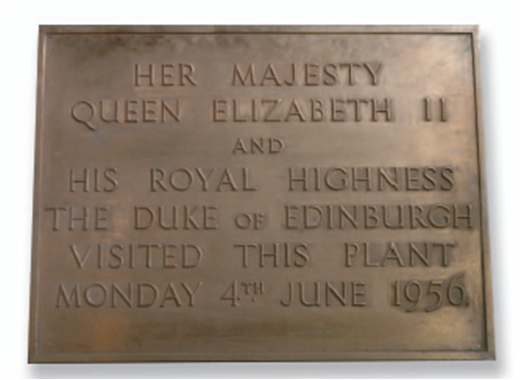 HER MAJESTY
QUEEN ELIZABETH II
AND
HIS ROYAL HIGHNESS
THE DUKE OF EDINBURGH
VISITED THIS PLANT
MONDAY 4TH JUNE 1956